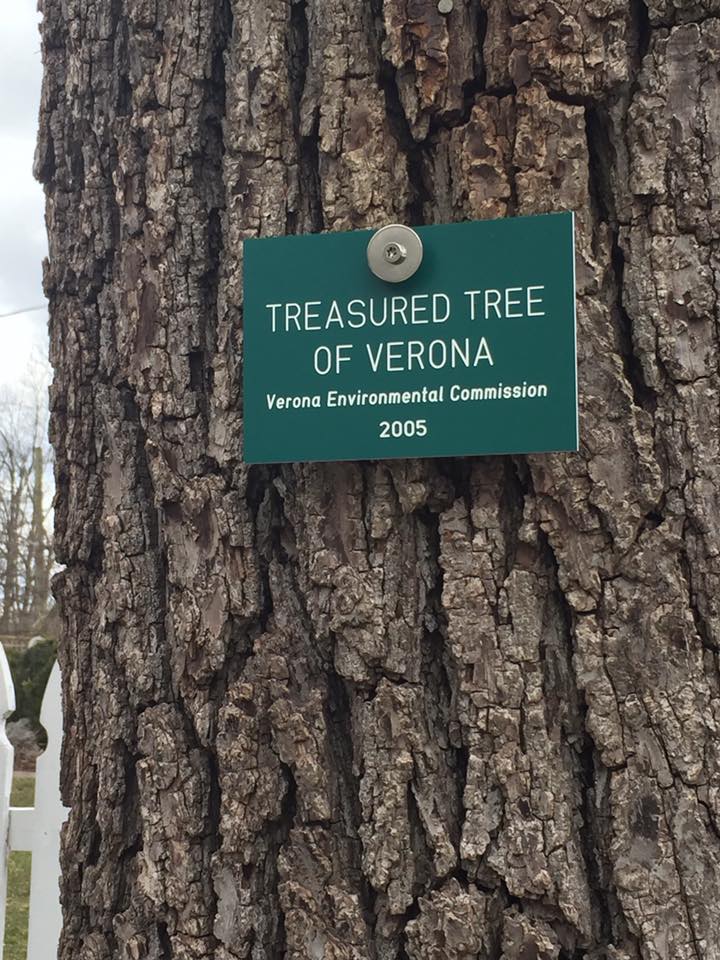 TREASURED TREE
OF VERONA
Verona Environmental Commission
2005